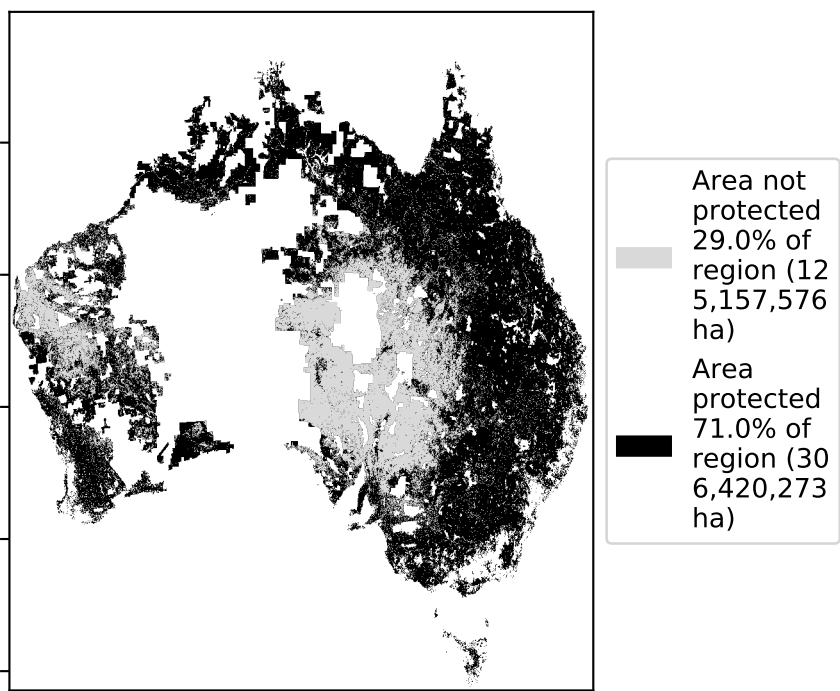 Area not
protected
29.0% of
region (12
5,157,576
ha)
Area
protected
71.0% of
region (30
6,420,273
ha)